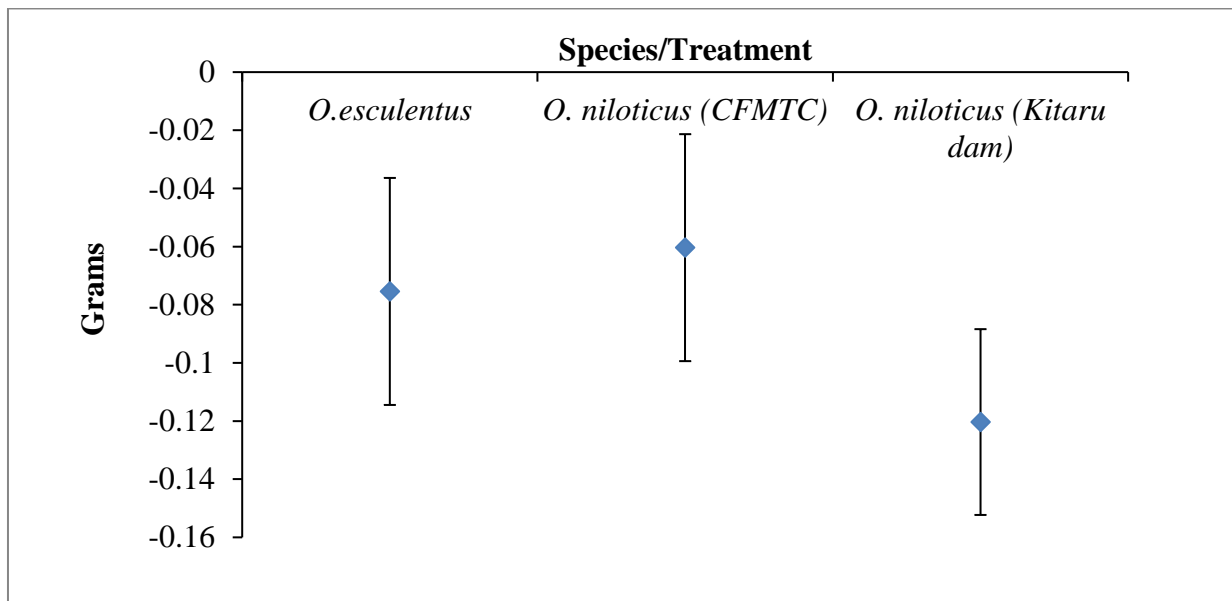 Species/Treatment
0
O.esculentus
O. niloticus (CFMTC)
O. niloticus (Kitaru
dam)
-0.02
-0.04
-0.06
-0.08
-0.1
-0.12
-0.14
-0.16
Grams